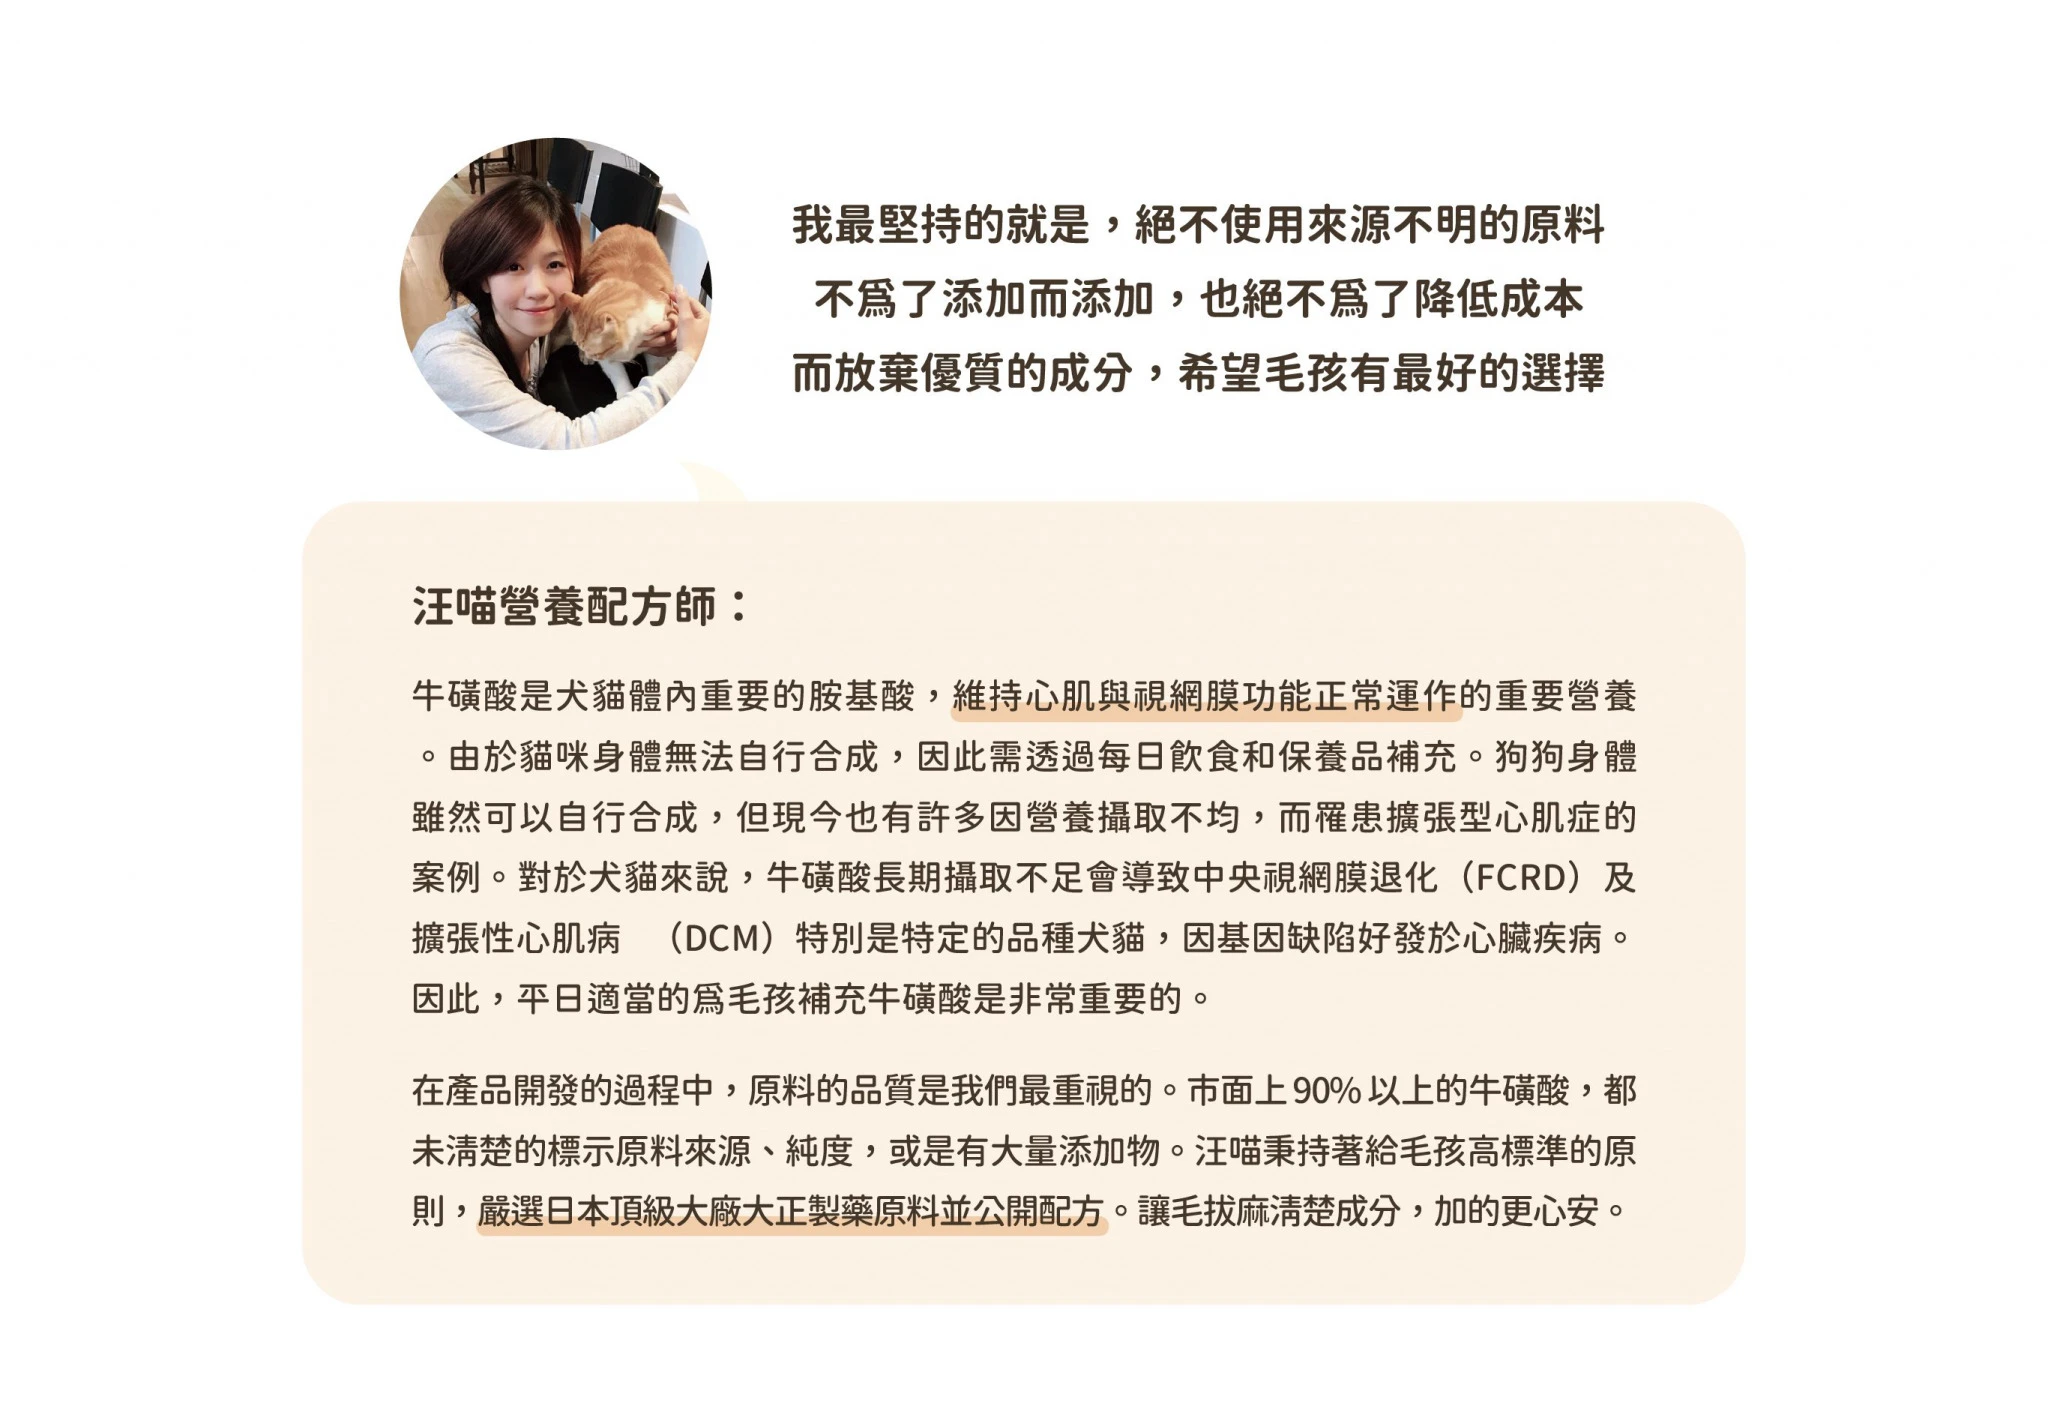 我最堅持的就是，絕不使用來源不明的原料
不爲了添加而添加，也絕不爲了降低成本
而放棄優質的成分，希望毛孩有最好的選擇
汪喵營養配方師：
牛磺酸是犬貓體內重要的胺基酸，維持心肌與視網膜功能正常運作的重要營養
。由於貓咪身體無法自行合成，因此需透過每日飲食和保養品補充。狗狗身體
雖然可以自行合成，但現今也有許多因營養攝取不均，而罹患擴張型心肌症的
案例。對於犬貓來說，牛磺酸長期攝取不足會導致中央視網膜退化（FCRD）及
擴張性心肌病　（DCM）特別是特定的品種犬貓，因基因缺陷好發於心臟疾病。
因此，平日適當的爲毛孩補充牛磺酸是非常重要的。
在產品開發的過程中，原料的品質是我們最重視的。市面上90% 以上的牛磺酸，都
未清楚的標示原料來源、純度，或是有大量添加物。汪喵秉持著給毛孩高標準的原
則，嚴選日本頂級大廠大正製藥原料並公開配方。讓毛拔麻清楚成分，加的更心安。